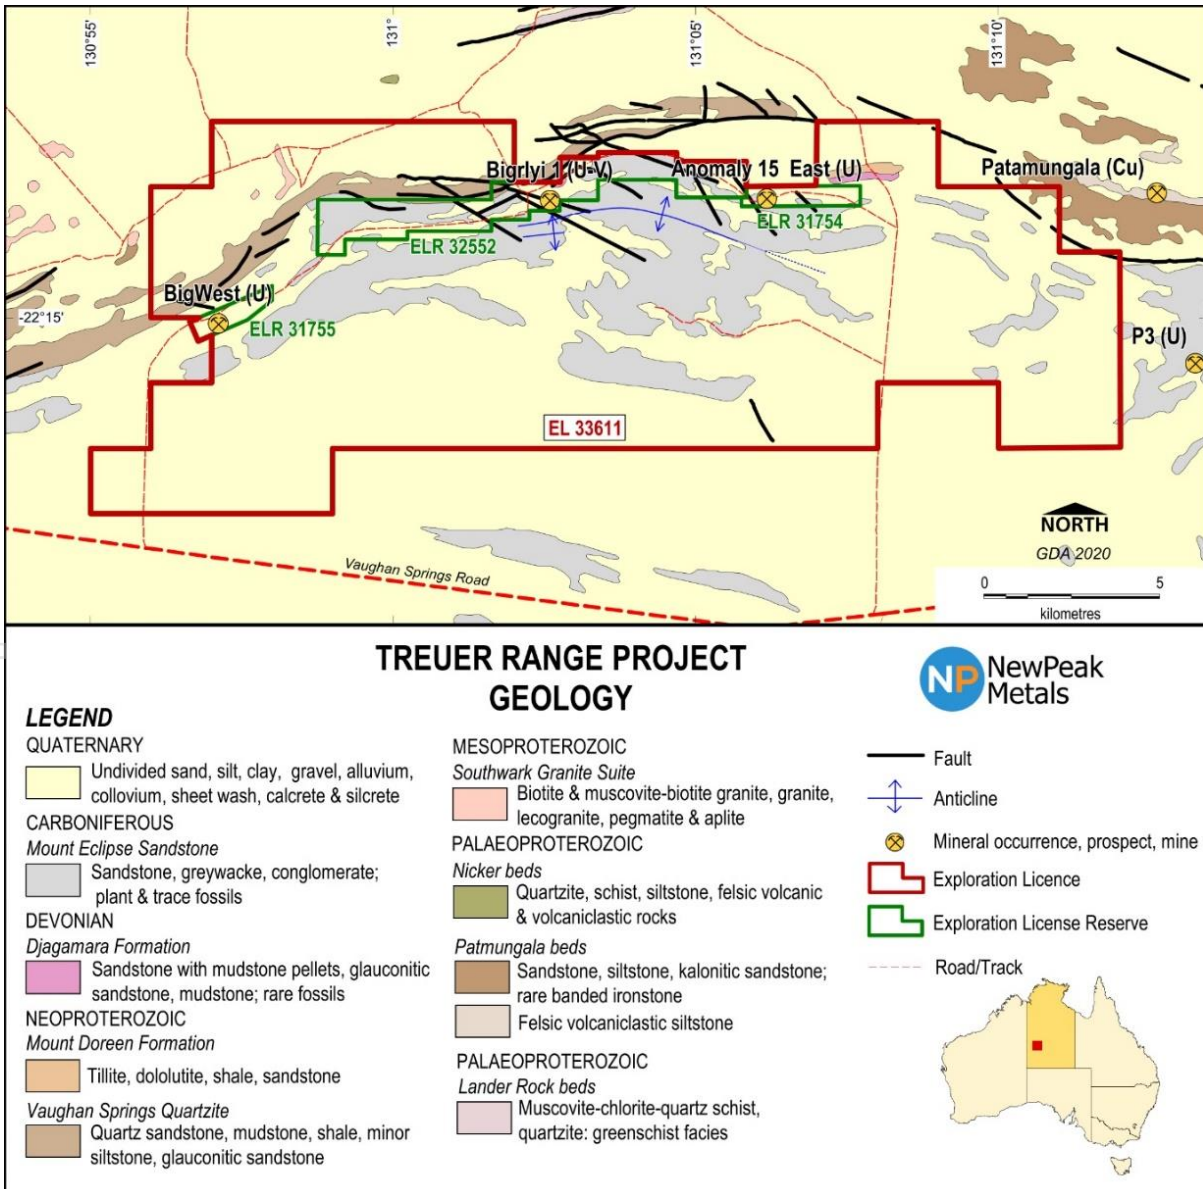 130°55'
131°
131°05'
131°10'
Bigrlyi 1 (U-V)
Anomaly 15 East (U)
Patamungala (Cu)
ELR 31754
ELR 32552
BigWest (U)
-22°15'
ELR 31755
P3 (U)
EL 33611
NORTH
GDA 2020
Vaughan Springs Road
0 5
kilometres
TREUER RANGE PROJECT
GEOLOGY
NP NewPeak
Metals
LEGEND
QUATERNARY
Undivided sand, silt, clay, gravel, alluvium,
collovium, sheet wash, calcrete & silcrete
CARBONIFEROUS
Mount Eclipse Sandstone
Sandstone, greywacke, conglomerate;
plant & trace fossils
DEVONIAN
Djagamara Formation
Sandstone with mudstone pellets, glauconitic
sandstone, mudstone; rare fossils
NEOPROTEROZOIC
Mount Doreen Formation
Tillite, dololutite, shale, sandstone
Vaughan Springs Quartzite
Quartz sandstone, mudstone, shale, minor
siltstone, glauconitic sandstone
MESOPROTEROZOIC
Southwark Granite Suite
Biotite & muscovite-biotite granite, granite,
lecogranite, pegmatite & aplite
PALAEOPROTEROZOIC
Nicker beds
Quartzite, schist, siltstone, felsic volcanic
& volcaniclastic rocks
Patmungala beds
Sandstone, siltstone, kalonitic sandstone;
rare banded ironstone
Felsic volcaniclastic siltstone
PALAEOPROTEROZOIC
Lander Rock beds
Muscovite-chlorite-quartz schist,
quartzite: greenschist facies
Fault
Anticline
Mineral occurrence, prospect, mine
Exploration Licence
Exploration License Reserve
Road/Track